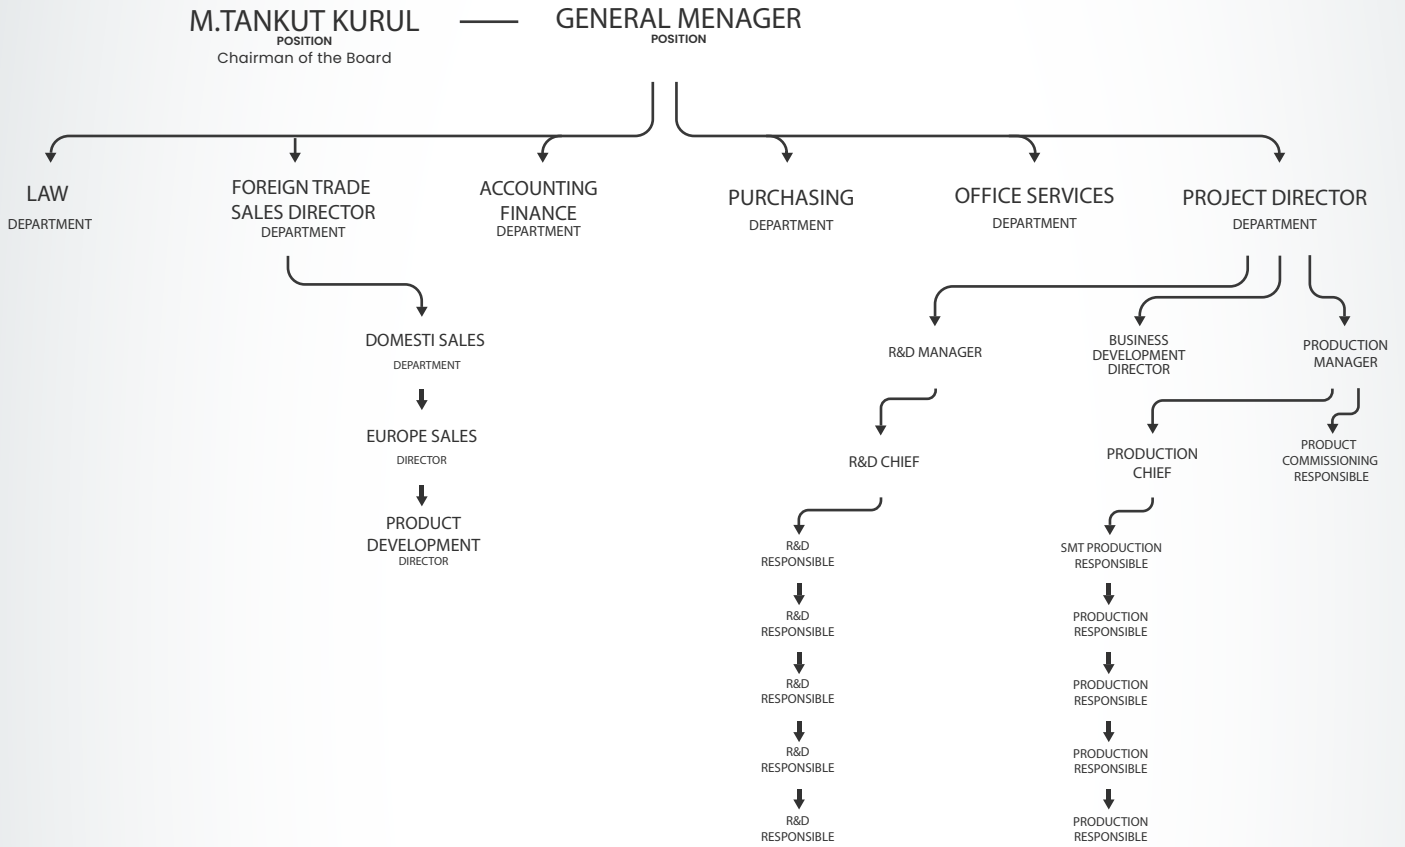 M.TANKUT KURUL
POSITION
Chairman of the Board
GENERAL MENAGER
POSITION
LAW
DEPARTMENT
FOREIGN TRADE
SALES DIRECTOR
DEPARTMENT
ACCOUNTING
FINANCE
DEPARTMENT
PURCHASING
DEPARTMENT
OFFICE SERVICES
DEPARTMENT
PROJECT DIRECTOR
DEPARTMENT
DOMESTI SALES
DEPARTMENT
EUROPE SALES
DIRECTOR
PRODUCT
DEVELOPMENT
DIRECTOR
R&D MANAGER
R&D CHIEF
R&D
RESPONSIBLE
R&D
RESPONSIBLE
R&D
RESPONSIBLE
R&D
RESPONSIBLE
R&D
RESPONSIBLE
BUSINESS
DEVELOPMENT
DIRECTOR
PRODUCTION
MANAGER
PRODUCTION
CHIEF
PRODUCT
COMMISSIONING
RESPONSIBLE
SMT PRODUCTION
RESPONSIBLE
PRODUCTION
RESPONSIBLE
PRODUCTION
RESPONSIBLE
PRODUCTION
RESPONSIBLE
PRODUCTION
RESPONSIBLE